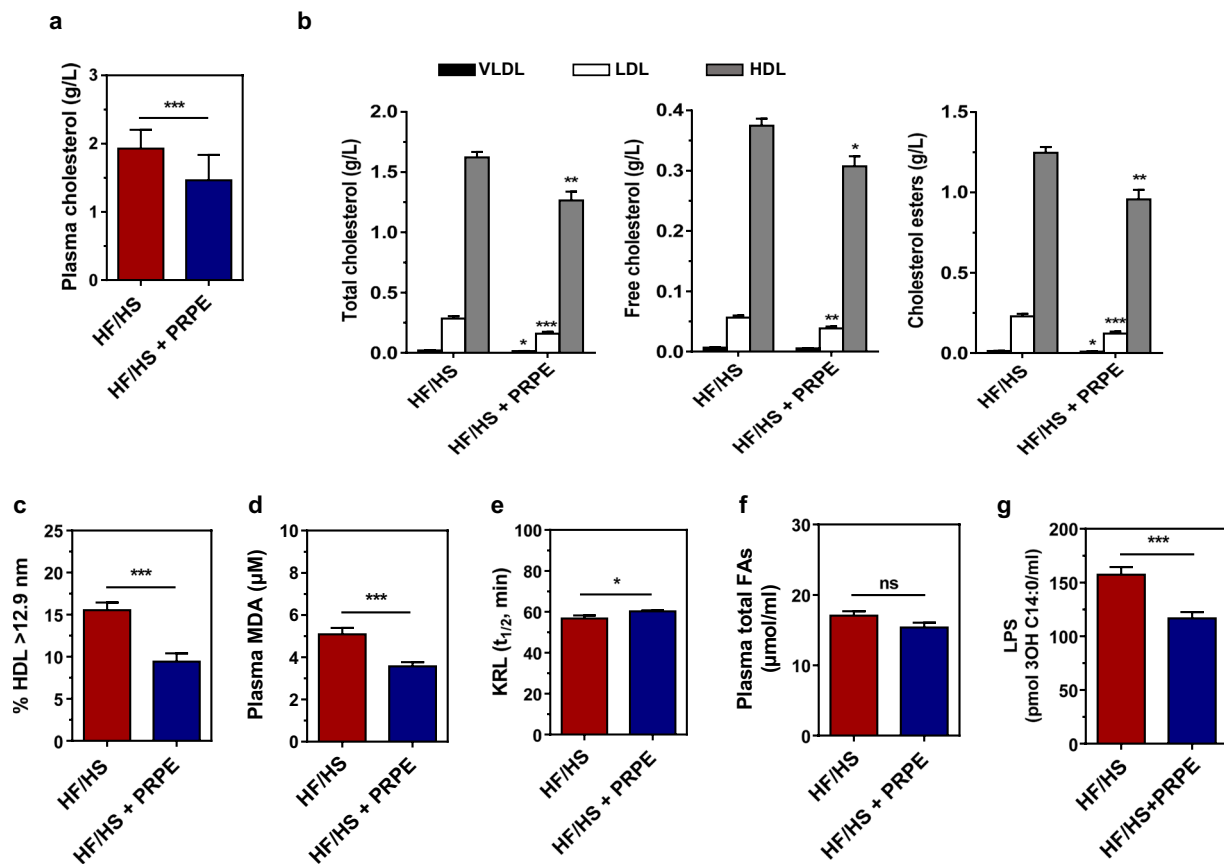 a
Plasma cholesterol (g/L)
3
2
1
0
***
HF/HS
HF/HS + PRPE
b
VLDL
LDL
HDL
Total cholesterol (g/L)
2.0
1.5
1.0
0.5
0.0
*
***
**
HF/HS
HF/HS + PRPE
Free cholesterol (g/L)
0.4
0.3
0.2
0.1
0.0
**
*
HF/HS
HF/HS + PRPE
Cholesterol esters (g/L)
1.5
1.0
0.5
0.0
*
***
**
HF/HS
HF/HS + PRPE
c
% HDL >12.9 nm
25
20
15
10
5
0
***
HF/HS
HF/HS + PRPE
d
Plasma MDA (µM)
10
8
6
4
2
0
***
HF/HS
HF/HS + PRPE
e
KRL (t1/2, min)
100
80
60
40
20
0
*
HF/HS
HF/HS + PRPE
f
Plasma total FAs
(µmol/ml)
30
20
10
0
ns
HF/HS
HF/HS + PRPE
g
LPS
(pmol 3OH C14:0/ml)
200
150
100
50
0
***
HF/HS
HF/HS+PRPE